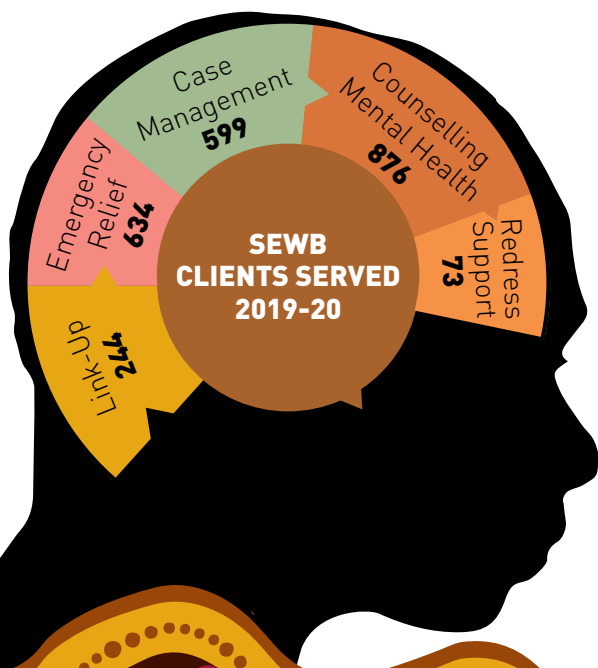 Case
Management
599
Counselling
Mental Health
876
Emergency
Relief
634
Redress
Support
73
Link-Up
244
SEWB
CLIENTS SERVED
2019-20